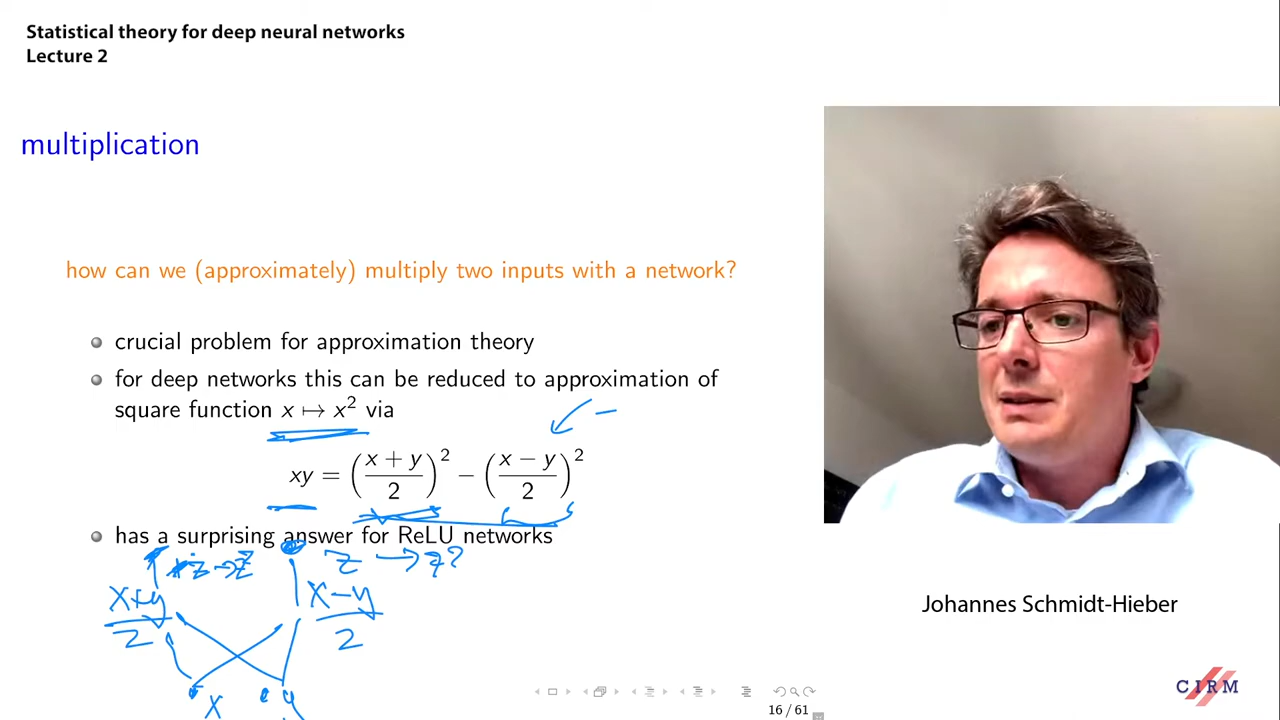 Statistical theory for deep neural networks
Lecture 2
multiplication
how can we (approximately) multiply two inputs with a network?
crucial problem for approximation theory
for deep networks this can be reduced to approximation of
square function x ↦ x² via
xy = ((x + y)/2)² − ((x − y)/2)²
has a surprising answer for ReLU networks
z → z²
(x+y)/2 (x−y)/2
x y
Johannes Schmidt-Hieber
16 / 61
CIRM